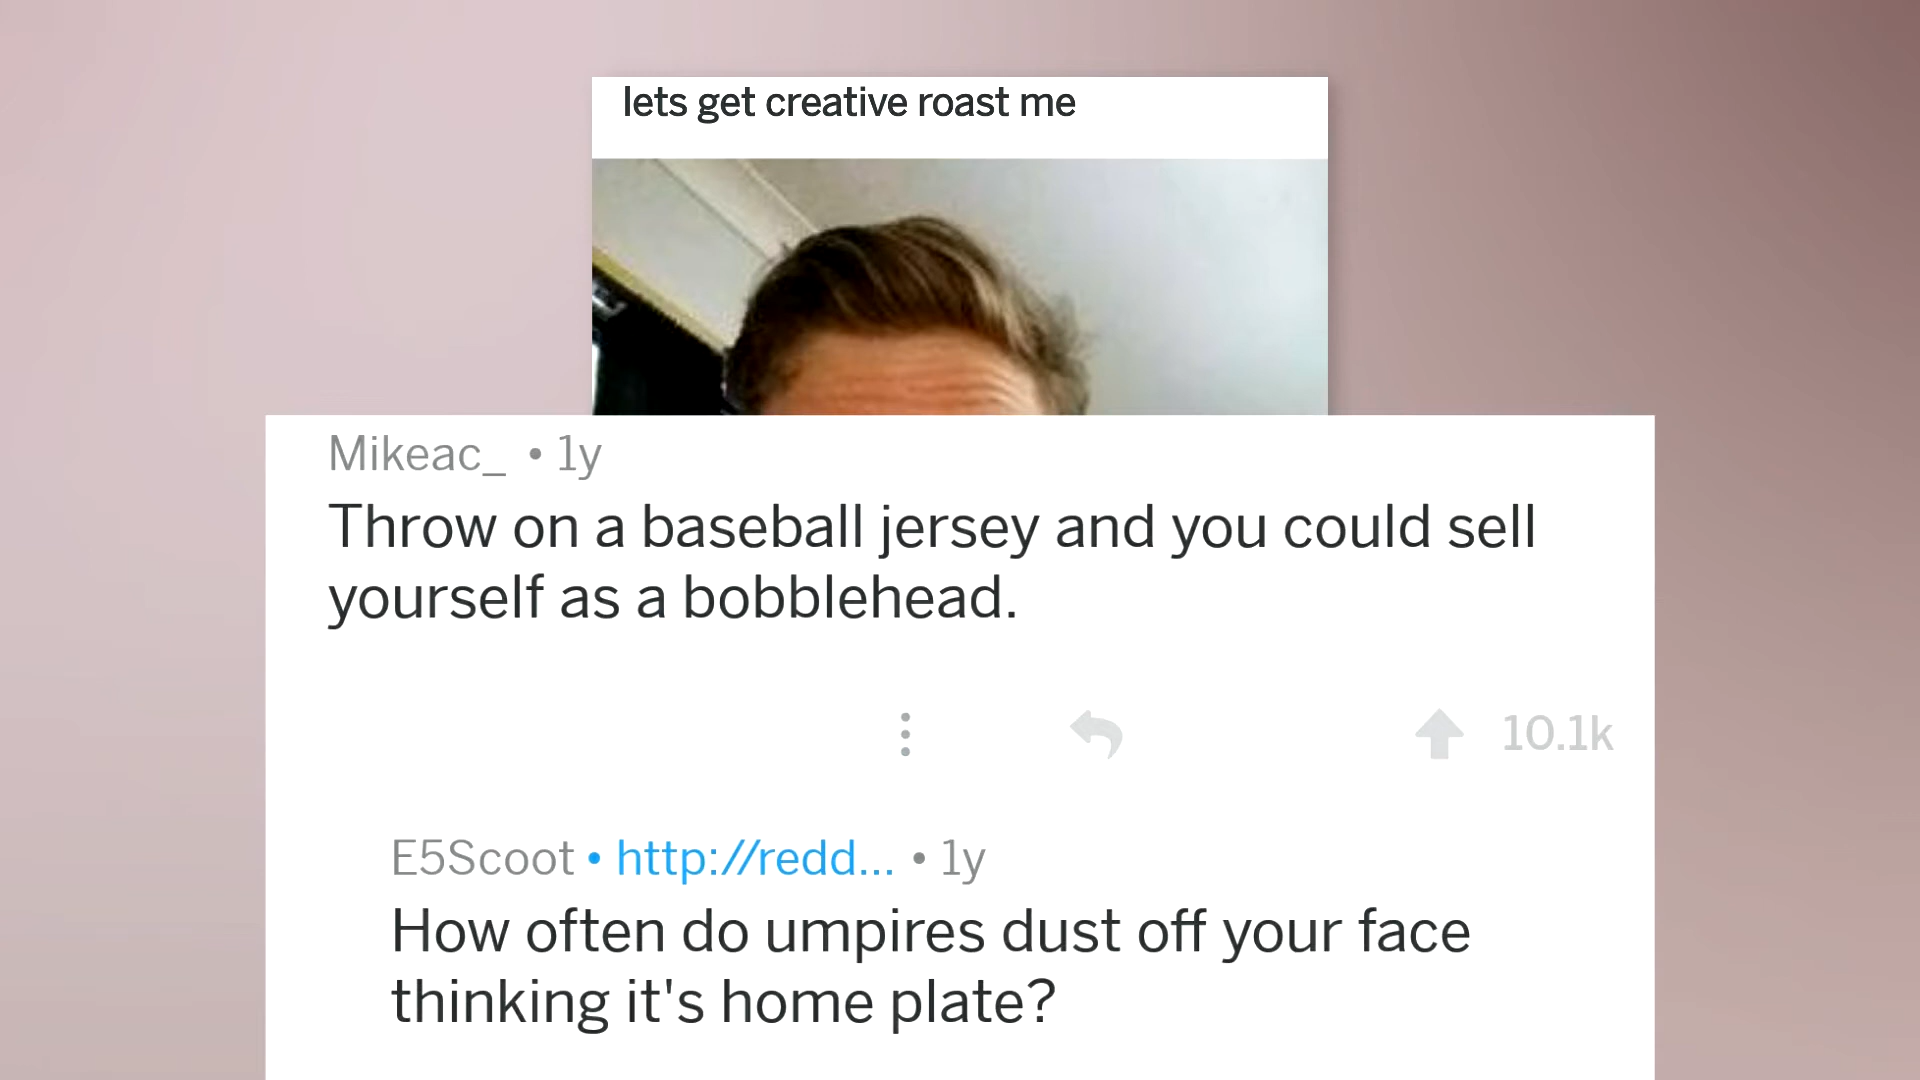 lets get creative roast me
Mikeac_ • 1y
Throw on a baseball jersey and you could sell
yourself as a bobblehead.
10.1k
E5Scoot • http://redd... • 1y
How often do umpires dust off your face
thinking it's home plate?